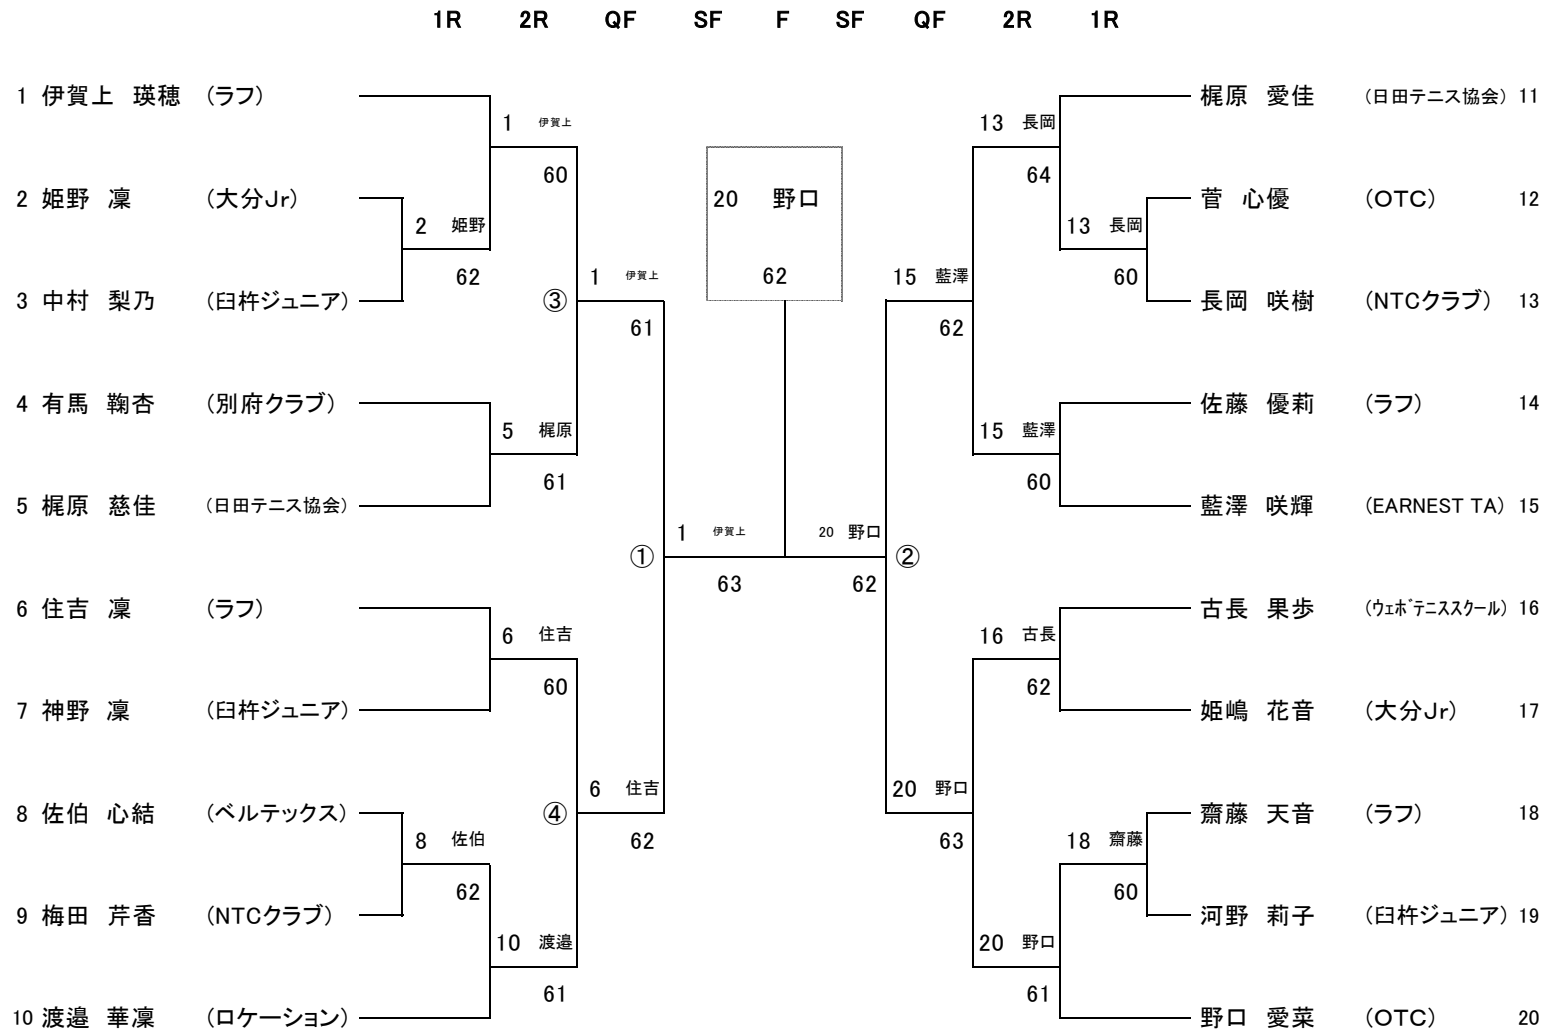 1R 2R QF SF F SF QF 2R 1R
1 伊賀上 瑛穂 (ラフ) 梶原 愛佳 (日田テニス協会) 11
1 伊賀上 13 長岡
60 64
2 姫野 凜 (大分Jr) 20 野口 菅 心優 (OTC) 12
2 姫野 13 長岡
62 1 伊賀上 62 15 藍澤 60
3 中村 梨乃 (臼杵ジュニア) ③ 長岡 咲樹 (NTCクラブ) 13
61 62
4 有馬 鞠杏 (別府クラブ) 佐藤 優莉 (ラフ) 14
5 梶原 15 藍澤
61 60
5 梶原 慈佳 (日田テニス協会) 藍澤 咲輝 (EARNEST TA) 15
1 伊賀上 20 野口
① ②
63 62
6 住吉 凜 (ラフ) 古長 果歩 (ウェボテニススクール) 16
6 住吉 16 古長
60 62
7 神野 凜 (臼杵ジュニア) 姫嶋 花音 (大分Jr) 17
6 住吉 20 野口
8 佐伯 心結 (ベルテックス) ④ 齋藤 天音 (ラフ) 18
8 佐伯 62 63 18 齋藤
62 60
9 梅田 芹香 (NTCクラブ) 河野 莉子 (臼杵ジュニア) 19
10 渡邉 20 野口
61 61
10 渡邉 華凜 (ロケーション) 野口 愛菜 (OTC) 20